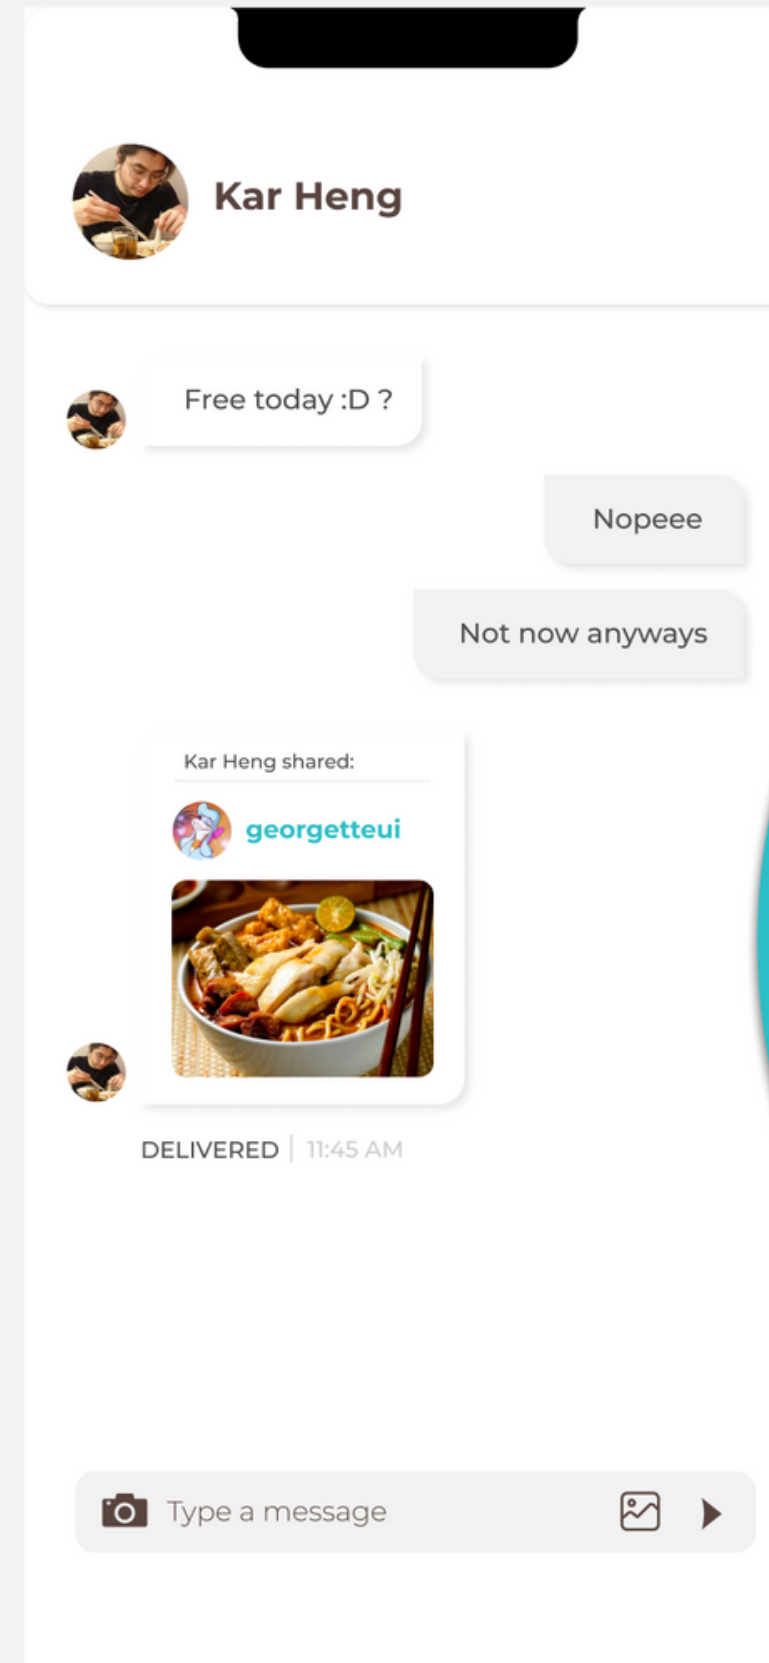 Kar Heng
Free today :D ?
Nopeee
Not now anyways
Kar Heng shared:
georgetteui
DELIVERED | 11:45 AM
Type a message